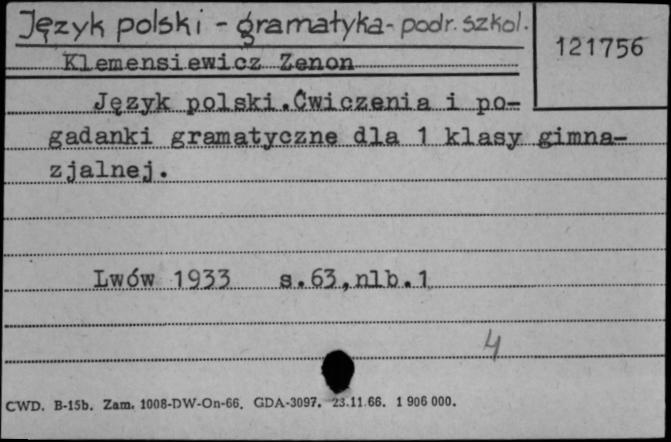 Język polski - gramatyka - podr. szkol.
121756
Klemensiewicz Zenon
Język polski.Ćwiczenia i po-
gadanki gramatyczne dla 1 klasy gimna-
zjalnej.
Lwów 1933 s.63,nlb.1
4
CWD. B-15b. Zam. 1008-DW-On-66. GDA-3097. 23.11.66. 1 906 000.